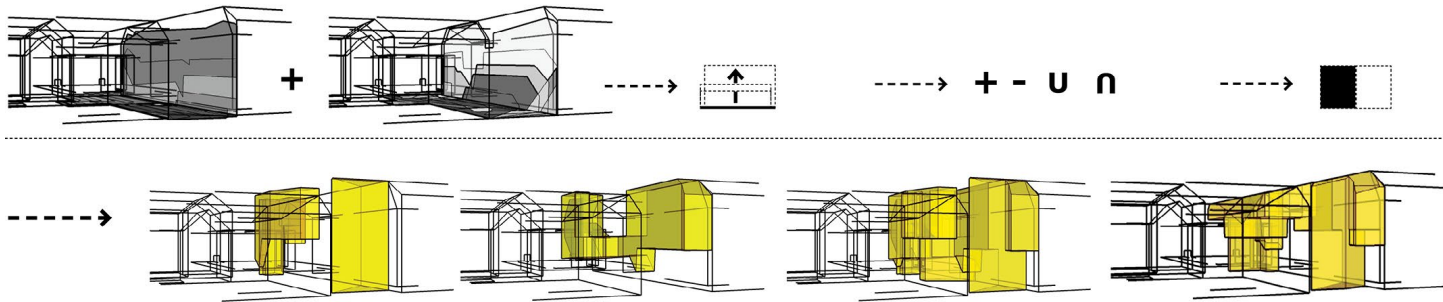 +
+ - ∪ ∩